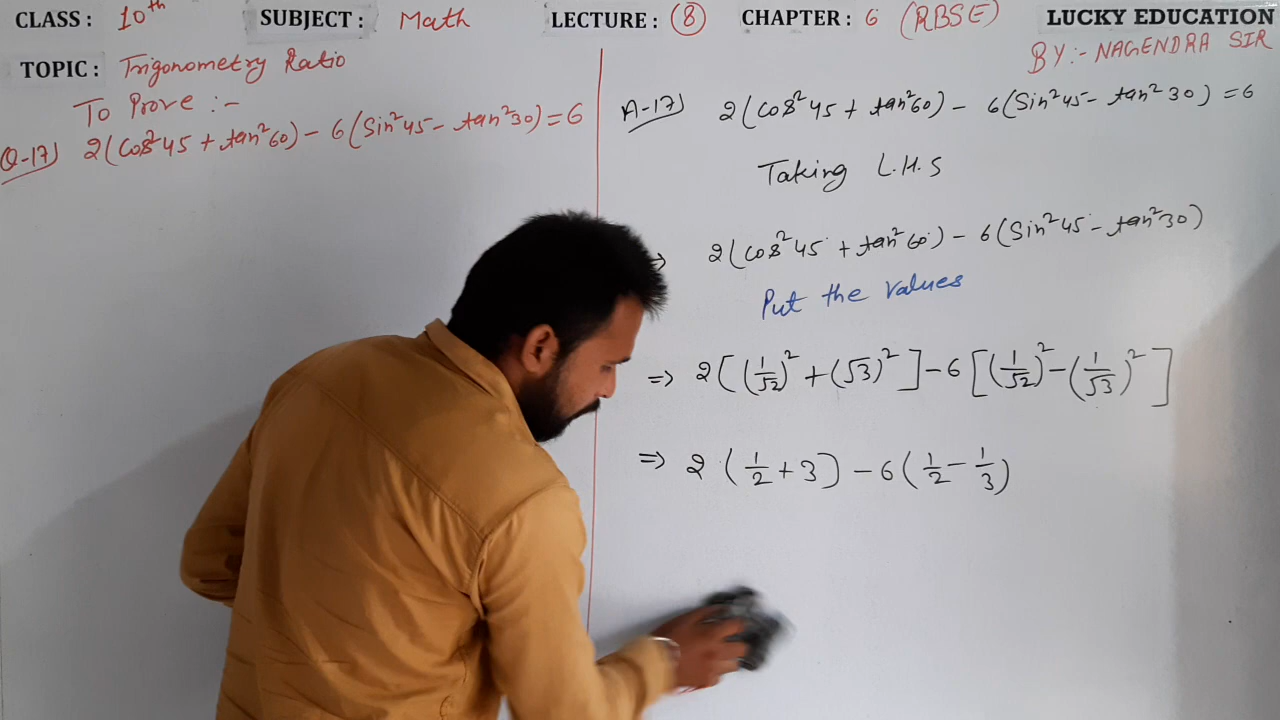 CLASS : 10th SUBJECT : Math LECTURE : 8 CHAPTER : 6 (RBSE) LUCKY EDUCATION
BY :- NAGENDRA SIR
TOPIC : Trigonometry Ratio
To Prove :-
Q-17) 2(Cos²45 + tan²60) - 6(Sin²45 - tan²30) = 6
A-17) 2(Cos²45 + tan²60) - 6(Sin²45 - tan²30) = 6
Taking L.H.S
⇒ 2(Cos²45 + tan²60) - 6(Sin²45 - tan²30)
Put the values
⇒ 2[(1/√2)² + (√3)²] - 6[(1/√2)² - (1/√3)²]
⇒ 2(1/2 + 3) - 6(1/2 - 1/3)